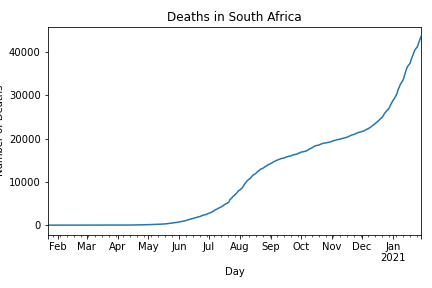 Deaths in South Africa
Number of Deaths
40000
30000
20000
10000
0
Feb Mar Apr May Jun Jul Aug Sep Oct Nov Dec Jan
2021
Day